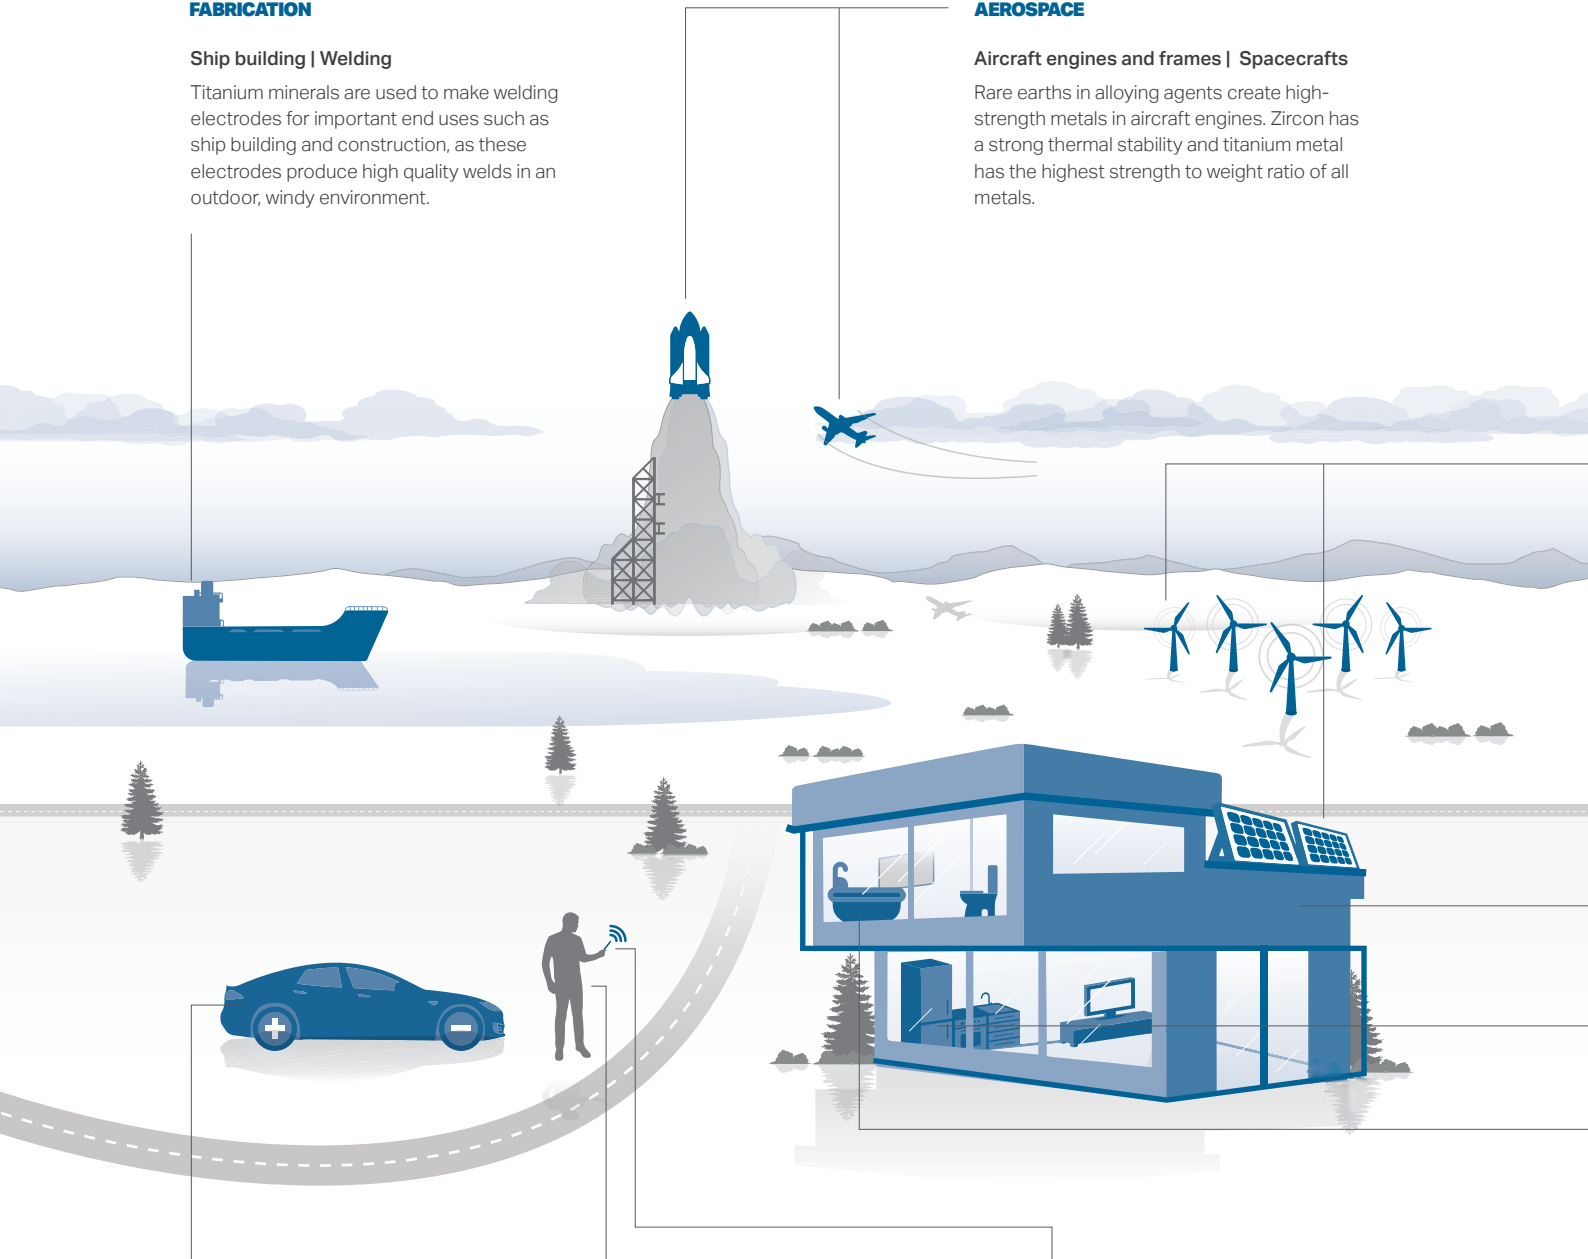 FABRICATION
Ship building | Welding
Titanium minerals are used to make welding
electrodes for important end uses such as
ship building and construction, as these
electrodes produce high quality welds in an
outdoor, windy environment.
AEROSPACE
Aircraft engines and frames | Spacecrafts
Rare earths in alloying agents create high-
strength metals in aircraft engines. Zircon has
a strong thermal stability and titanium metal
has the highest strength to weight ratio of all
metals.